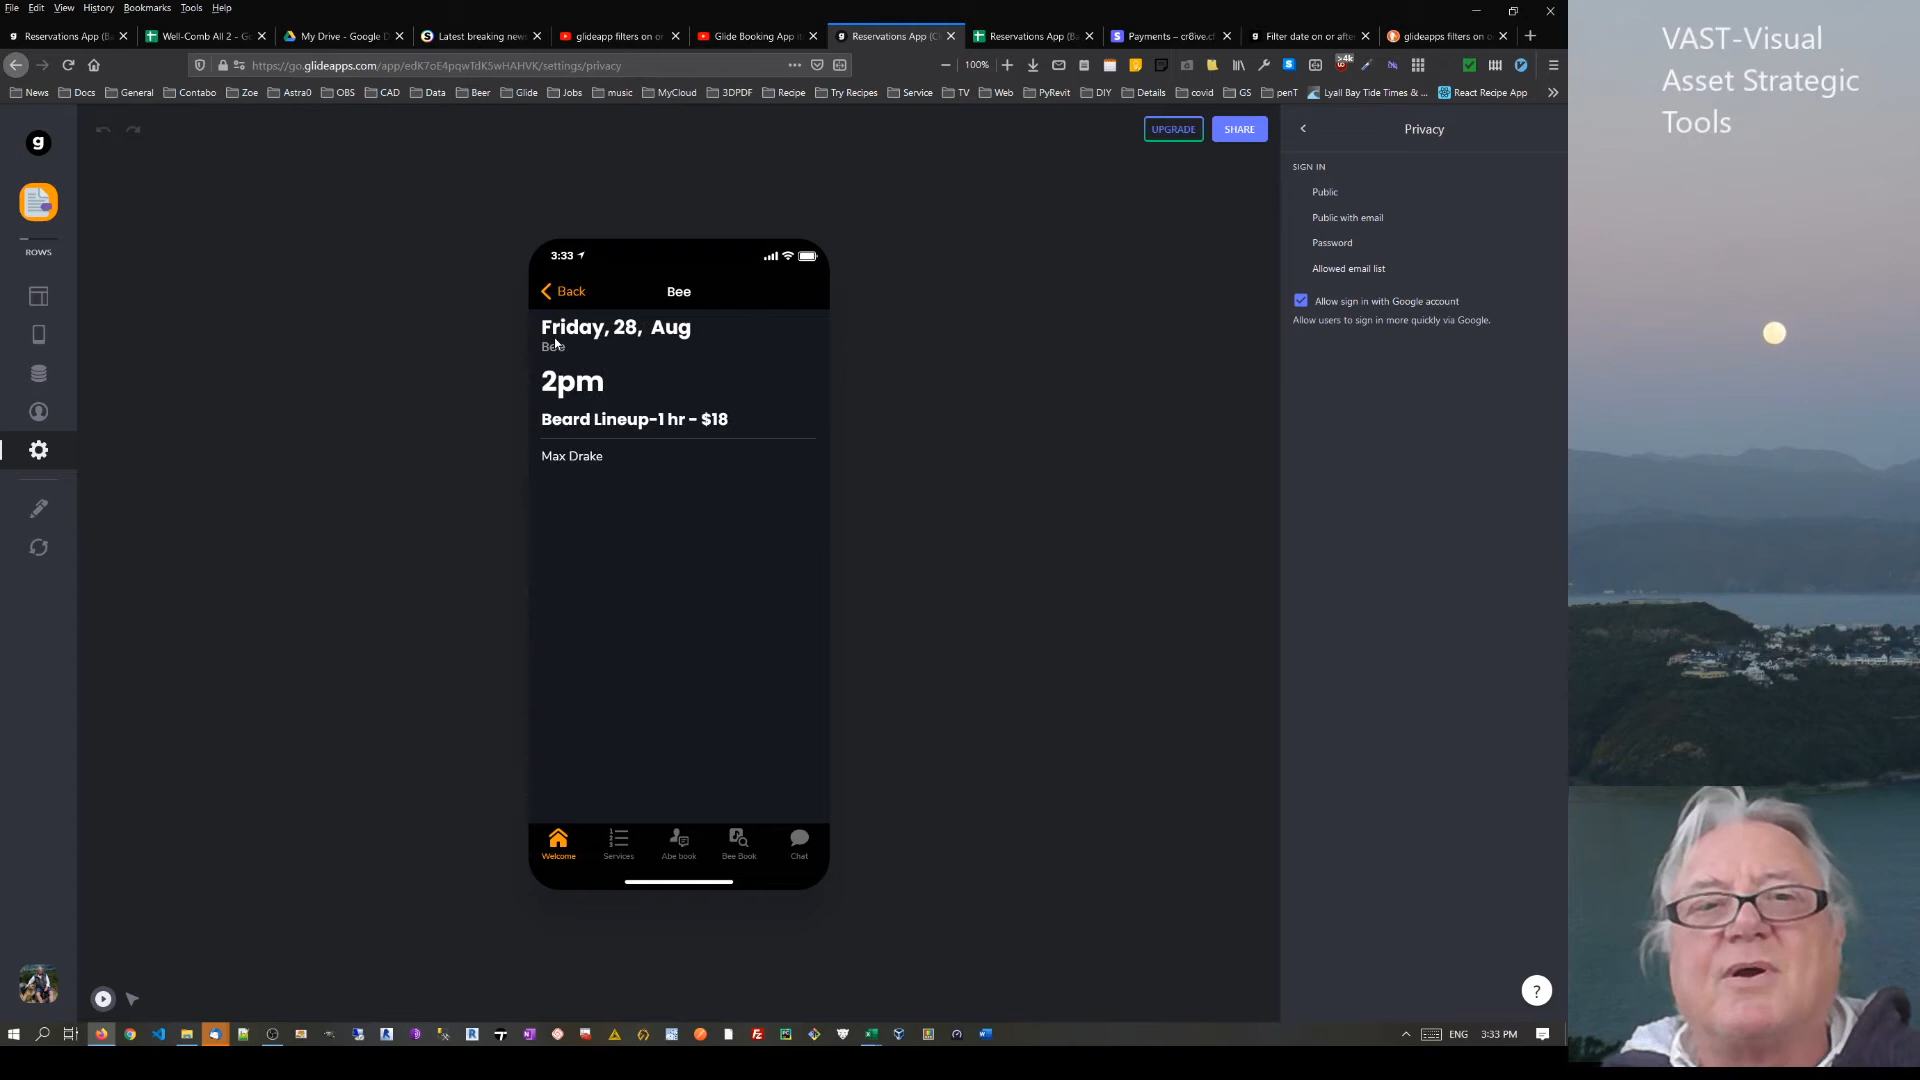 File Edit View History Bookmarks Tools Help
Reservations App (Ba Well-Comb All 2 - Go My Drive - Google D Latest breaking news glideapp filters on or Glide Booking App it Reservations App (C Reservations App (Ba Payments – cr8ive.cf Filter date on or after glideapps filters on o
https://go.glideapps.com/app/edK7oE4pqwTdK5wHAHVK/settings/privacy 100% >4k
News Docs General Contabo Zoe Astra0 OBS CAD Data Beer Glide Jobs music MyCloud 3DPDF Recipe Try Recipes Service TV Web PyRevit DIY Details covid GS penT Lyall Bay Tide Times & ... React Recipe App
g
ROWS
UPGRADE SHARE
Privacy
SIGN IN
Public
Public with email
Password
Allowed email list
Allow sign in with Google account
Allow users to sign in more quickly via Google.
3:33
Back Bee
Friday, 28, Aug
Bee
2pm
Beard Lineup-1 hr - $18
Max Drake
Welcome Services Abe book Bee Book Chat
?
ENG 3:33 PM
VAST-Visual
Asset Strategic
Tools